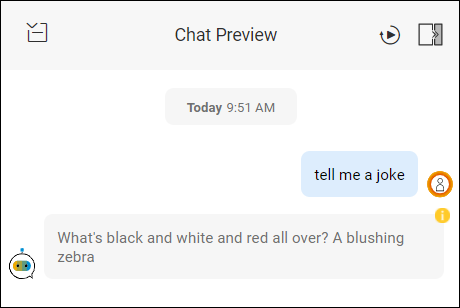 Chat Preview
Today 9:51 AM
tell me a joke
What's black and white and red all over? A blushing
zebra